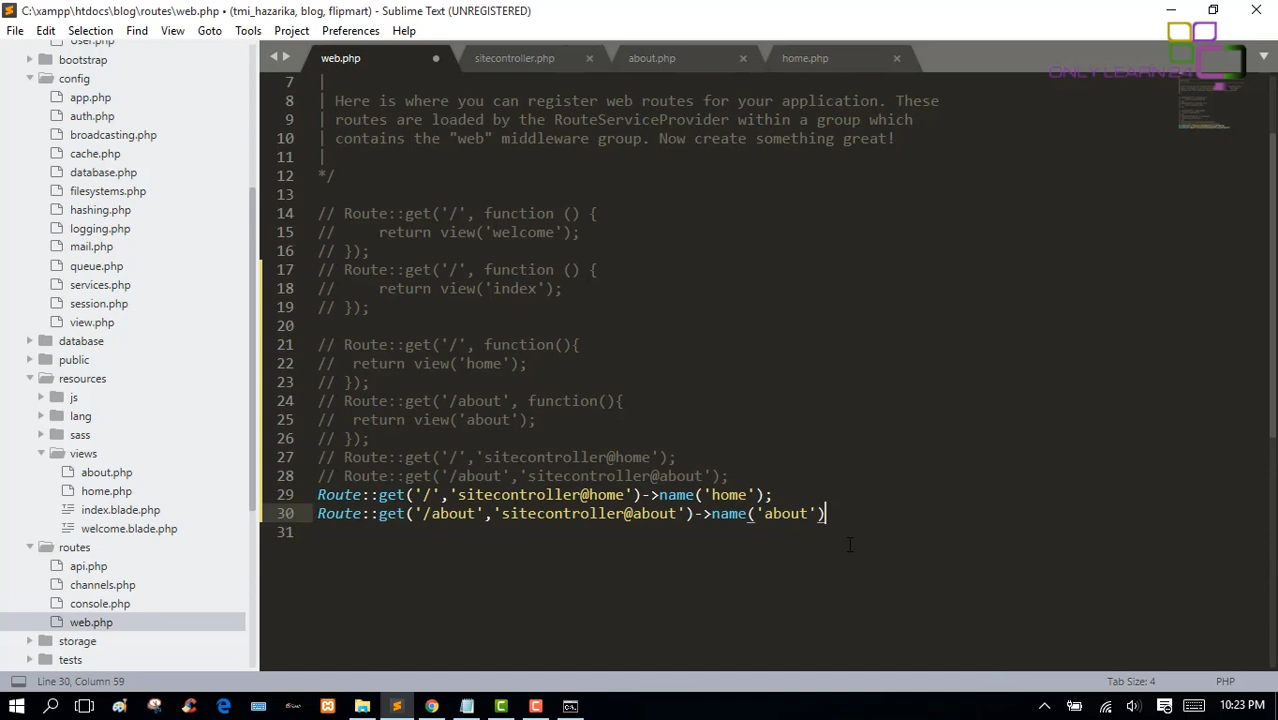 C:\xampp\htdocs\blog\routes\web.php • (tmi_hazarika, blog, flipmart) - Sublime Text (UNREGISTERED)
File Edit Selection Find View Goto Tools Project Preferences Help
user.php
bootstrap
config
app.php
auth.php
broadcasting.php
cache.php
database.php
filesystems.php
hashing.php
logging.php
mail.php
queue.php
services.php
session.php
view.php
database
public
resources
js
lang
sass
views
about.php
home.php
index.blade.php
welcome.blade.php
routes
api.php
channels.php
console.php
web.php
storage
tests
web.php sitecontroller.php about.php home.php
ONLY LEARN 24
7 |
8 | Here is where you can register web routes for your application. These
9 | routes are loaded by the RouteServiceProvider within a group which
10 | contains the "web" middleware group. Now create something great!
11 |
12 */
13
14 // Route::get('/', function () {
15 //     return view('welcome');
16 // });
17 // Route::get('/', function () {
18 //     return view('index');
19 // });
20
21 // Route::get('/', function(){
22 //  return view('home');
23 // });
24 // Route::get('/about', function(){
25 //  return view('about');
26 // });
27 // Route::get('/','sitecontroller@home');
28 // Route::get('/about','sitecontroller@about');
29 Route::get('/','sitecontroller@home')->name('home');
30 Route::get('/about','sitecontroller@about')->name('about')
31
Line 30, Column 59 Tab Size: 4 PHP
10:23 PM